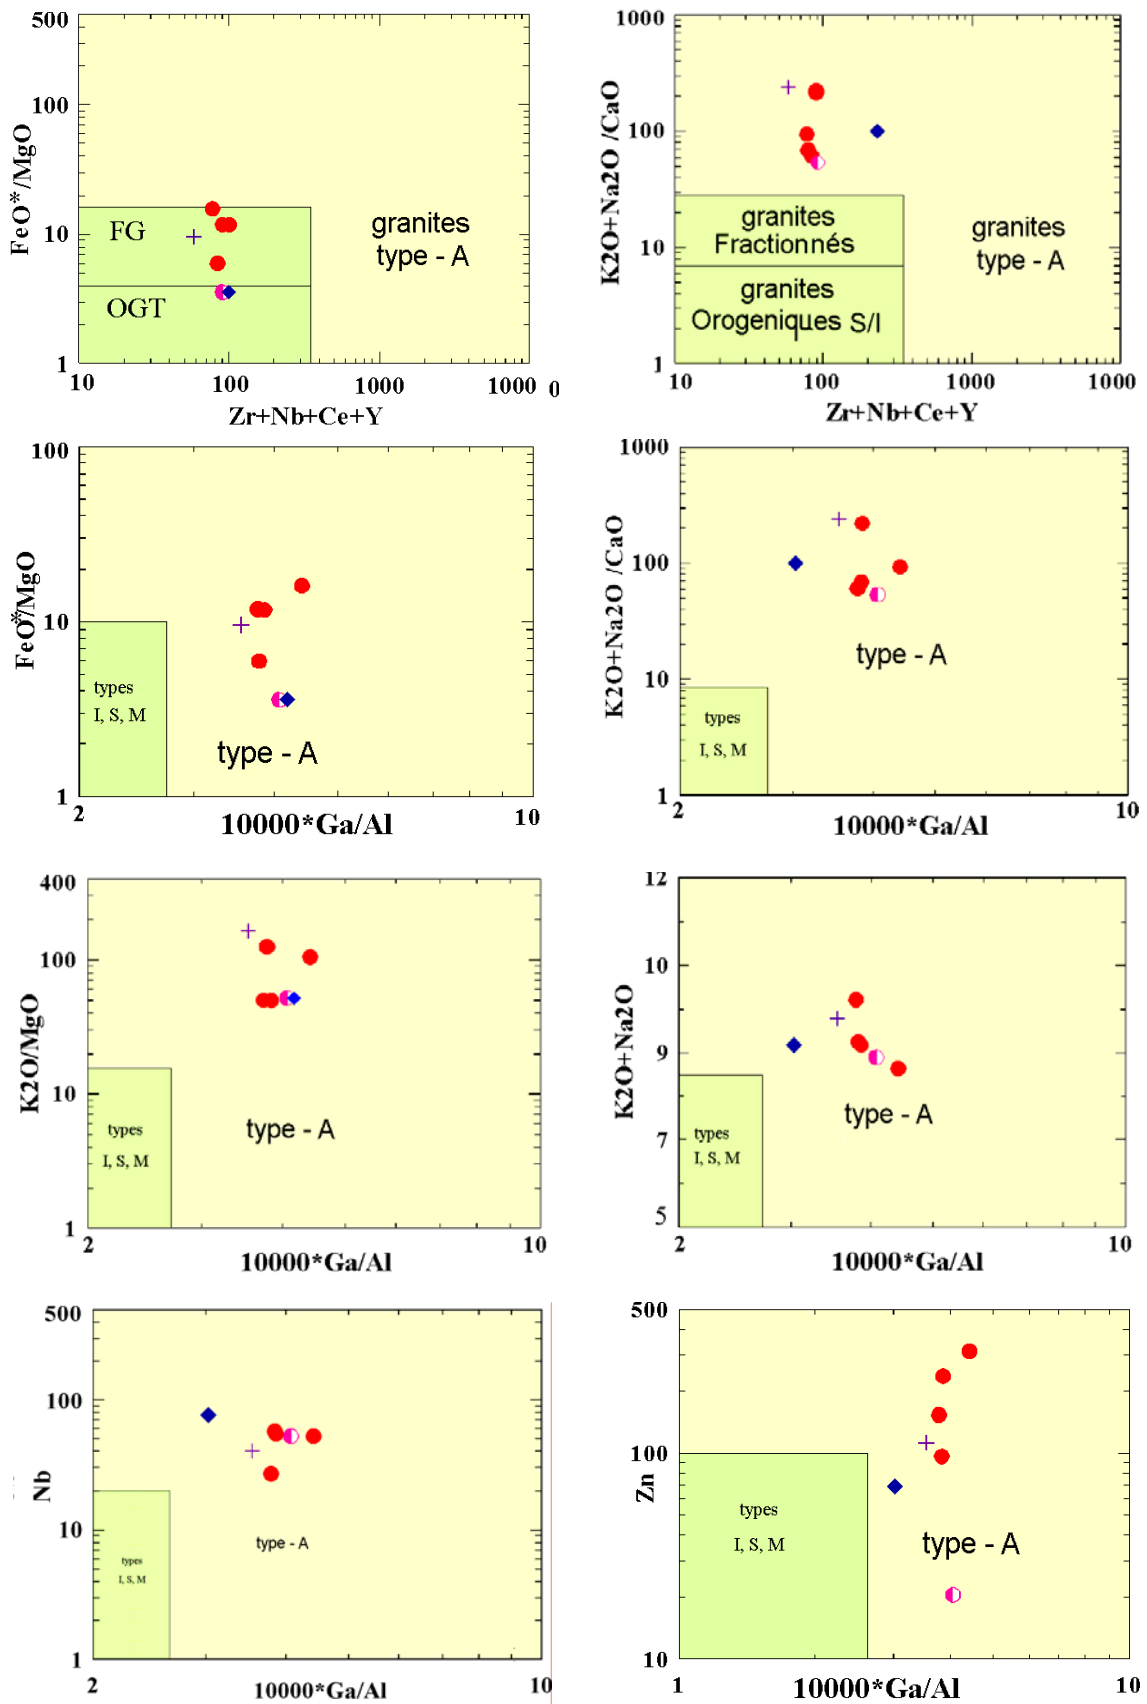 500
100
10
1
FeO*/MgO
FG
OGT
granites
type - A
10
100
1000
1000 0
Zr+Nb+Ce+Y
1000
100
10
1
K2O+Na2O /CaO
granites
Fractionnés
granites
Orogeniques S/I
granites
type - A
10
100
1000
1000
Zr+Nb+Ce+Y
100
10
1
FeO*/MgO
types
I, S, M
type - A
2
10
10000*Ga/Al
1000
100
10
1
K2O+Na2O /CaO
types
I, S, M
type - A
2
10
10000*Ga/Al
400
100
10
1
K2O/MgO
types
I, S, M
type - A
2
10
10000*Ga/Al
12
10
9
7
5
K2O+Na2O
types
I, S, M
type - A
2
10
10000*Ga/Al
500
100
10
1
Nb
types
I, S, M
type - A
2
10
10000*Ga/Al
500
100
10
Zn
types
I, S, M
type - A
1
10
10000*Ga/Al